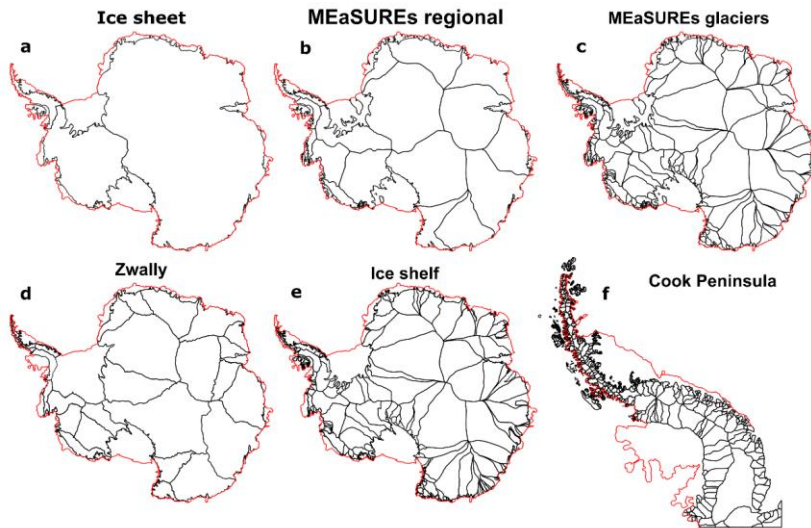 a
Ice sheet
b
MEaSUREs regional
c
MEaSUREs glaciers
d
Zwally
e
Ice shelf
f
Cook Peninsula